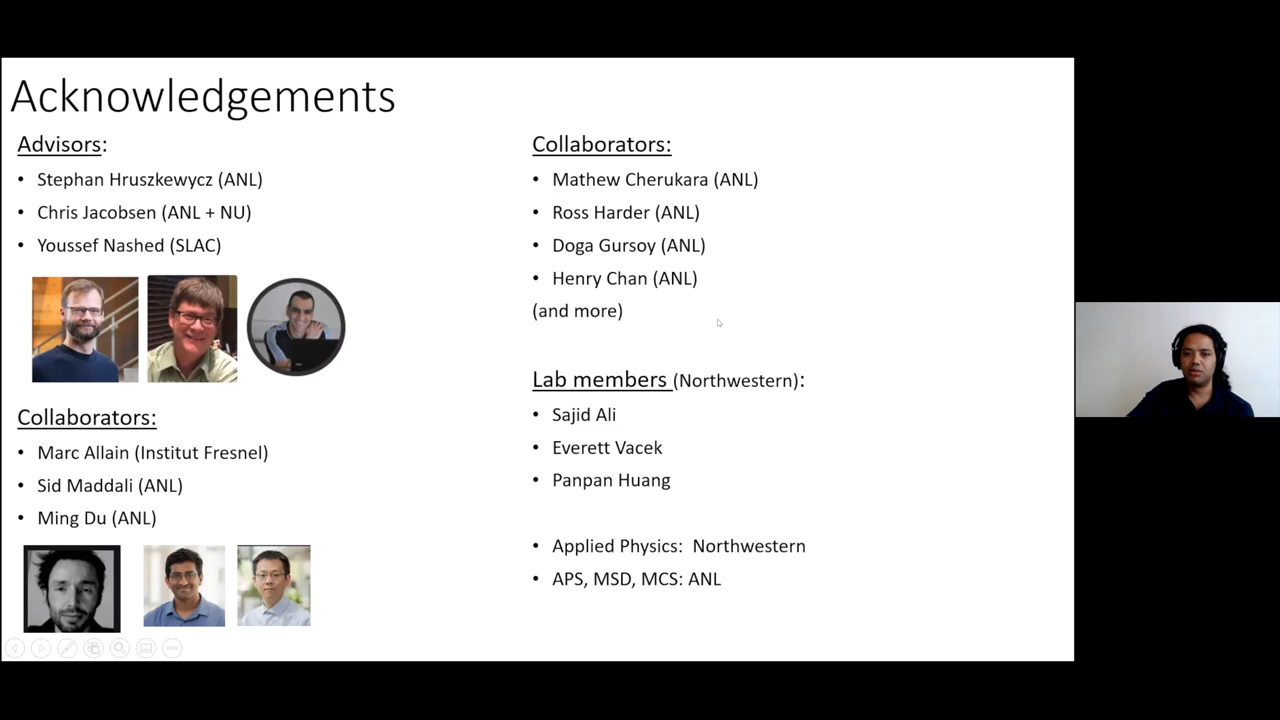 Acknowledgements
Advisors:
• Stephan Hruszkewycz (ANL)
• Chris Jacobsen (ANL + NU)
• Youssef Nashed (SLAC)
Collaborators:
• Marc Allain (Institut Fresnel)
• Sid Maddali (ANL)
• Ming Du (ANL)
Collaborators:
• Mathew Cherukara (ANL)
• Ross Harder (ANL)
• Doga Gursoy (ANL)
• Henry Chan (ANL)
(and more)
Lab members (Northwestern):
• Sajid Ali
• Everett Vacek
• Panpan Huang
• Applied Physics: Northwestern
• APS, MSD, MCS: ANL